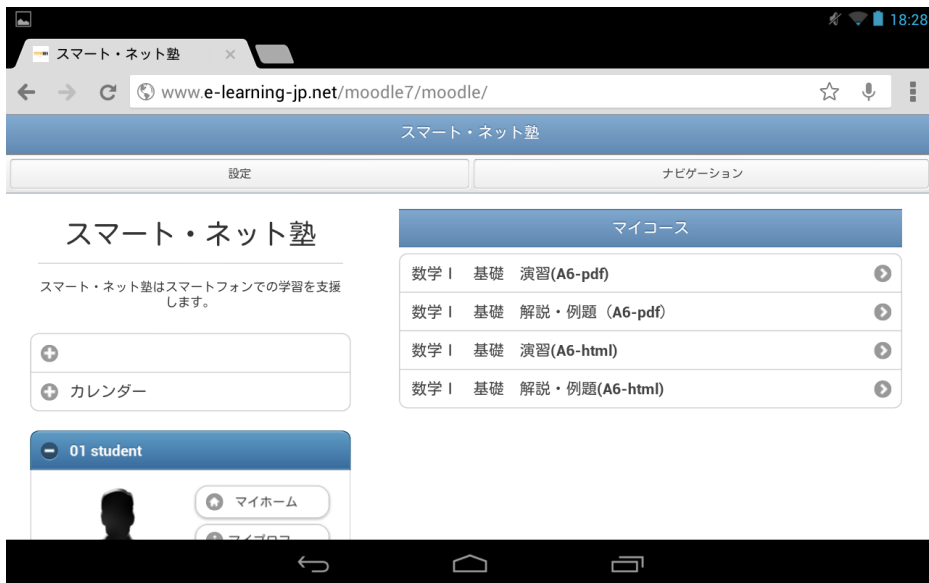 18:28
スマート・ネット塾
www.e-learning-jp.net/moodle7/moodle/
スマート・ネット塾
設定
ナビゲーション
スマート・ネット塾
スマート・ネット塾はスマートフォンでの学習を支援
します。
カレンダー
01 student
マイホーム
マイプロフ
マイコース
数学Ⅰ 基礎 演習(A6-pdf)
数学Ⅰ 基礎 解説・例題（A6-pdf）
数学Ⅰ 基礎 演習(A6-html)
数学Ⅰ 基礎 解説・例題(A6-html)